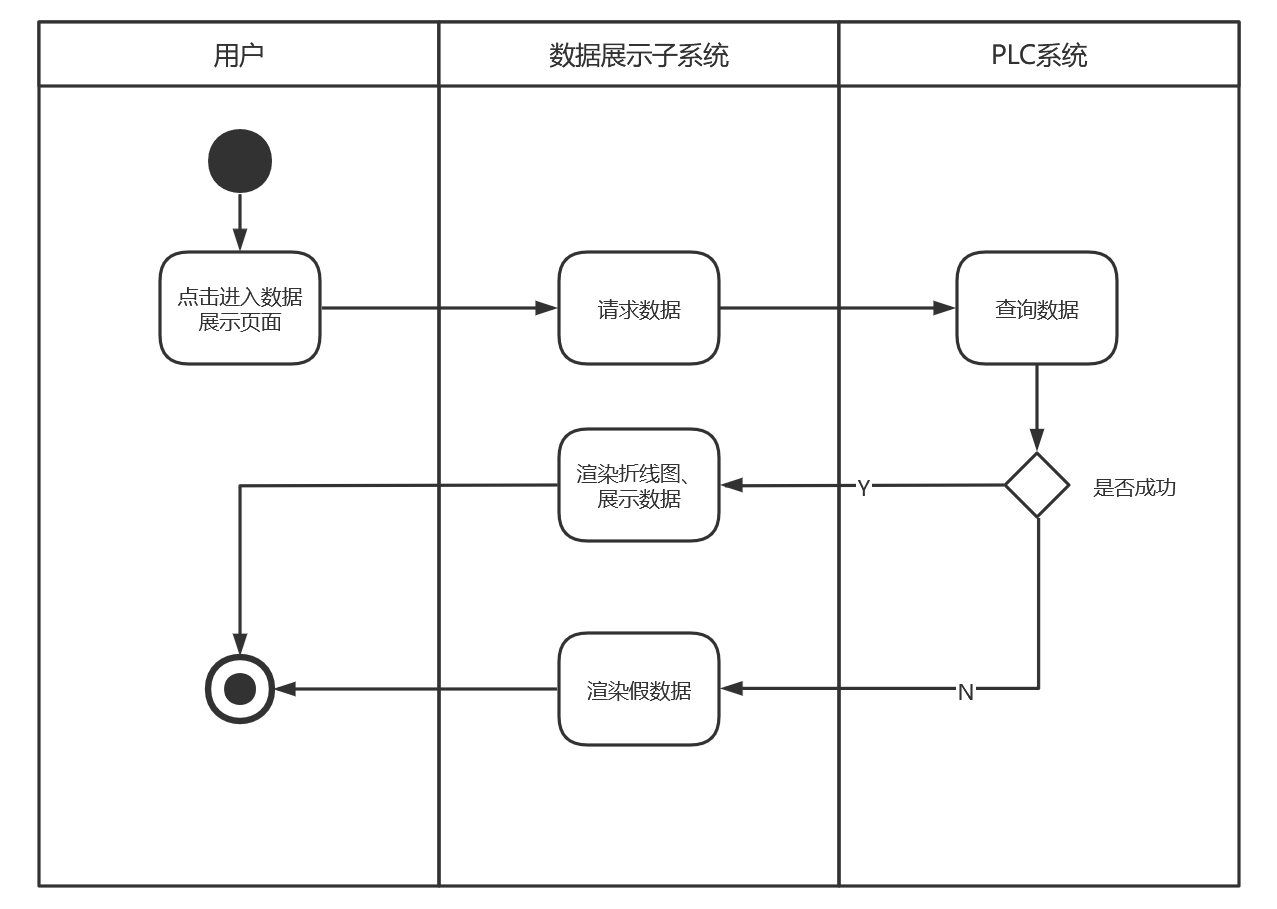 用户
数据展示子系统
PLC系统
点击进入数据
展示页面
请求数据
查询数据
渲染折线图、
展示数据
Y
是否成功
渲染假数据
N